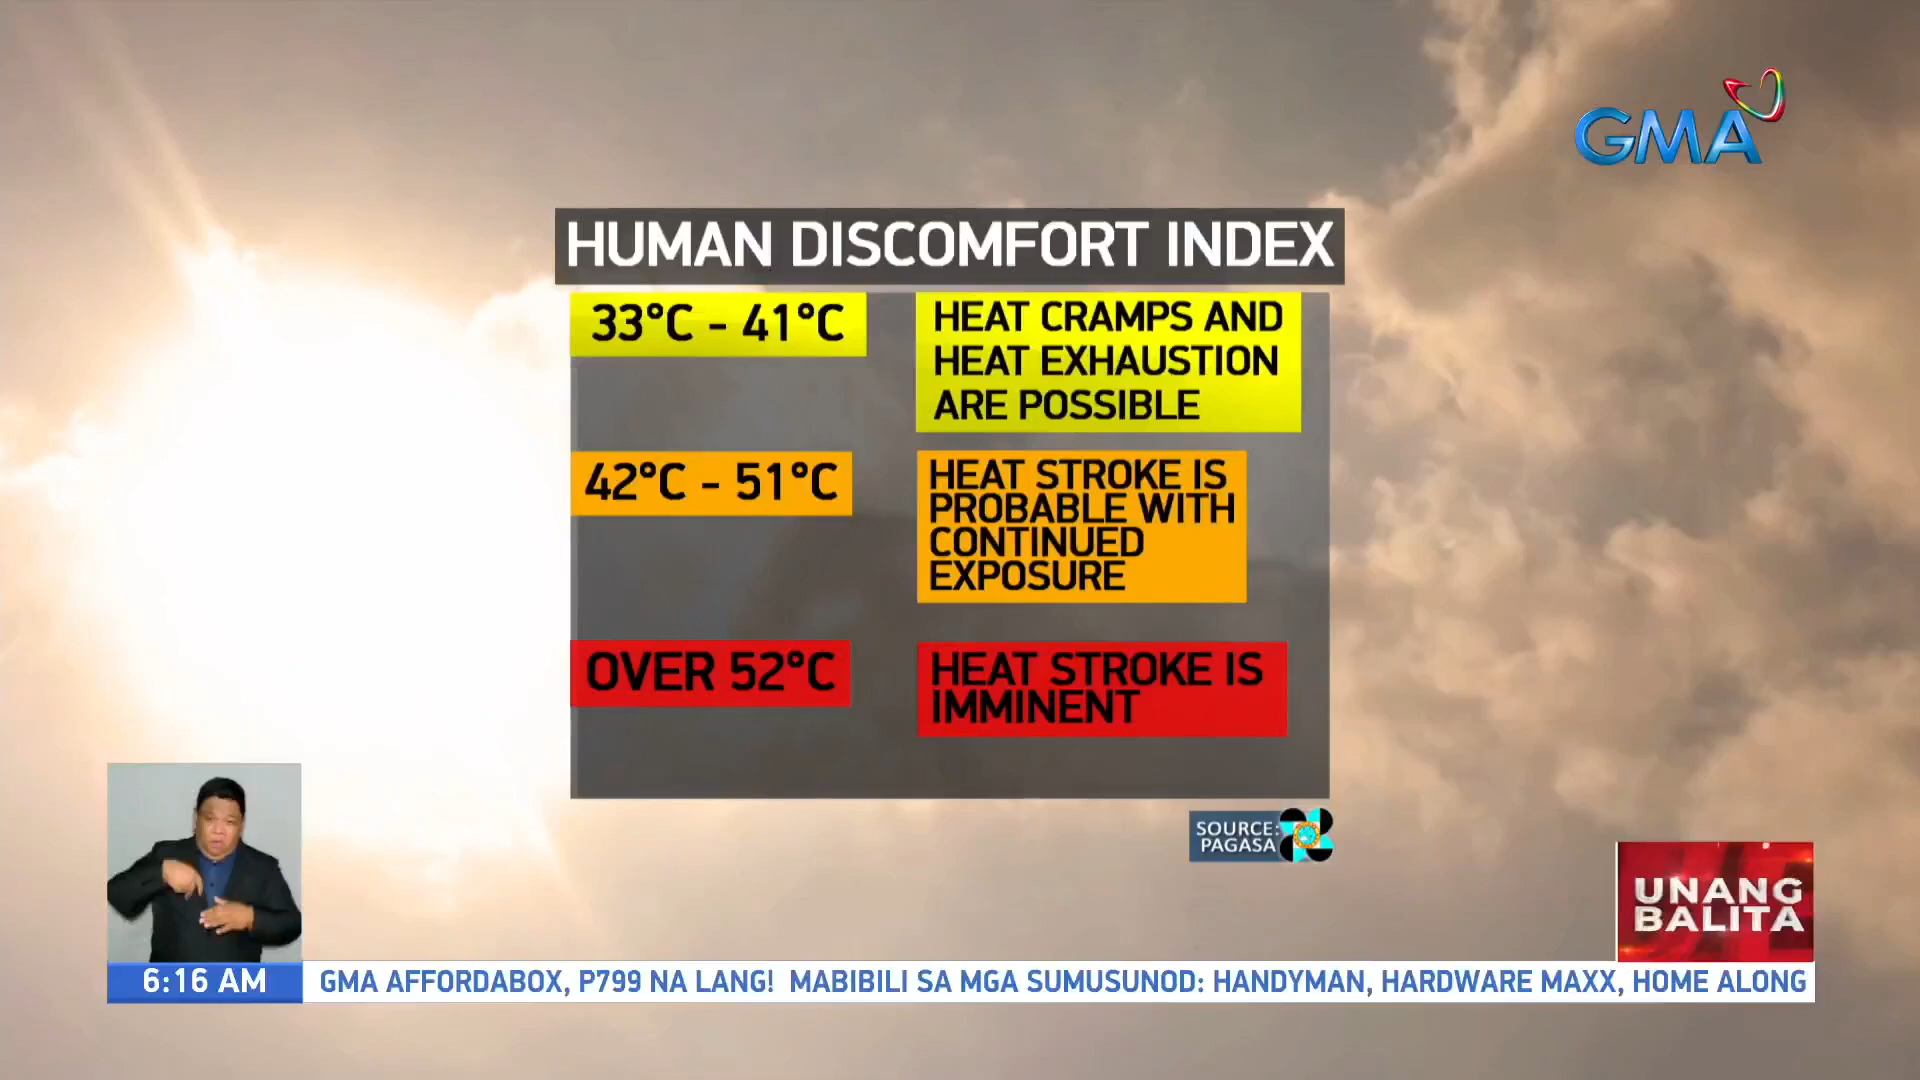 GMA
HUMAN DISCOMFORT INDEX
33°C - 41°C
HEAT CRAMPS AND
HEAT EXHAUSTION
ARE POSSIBLE
42°C - 51°C
HEAT STROKE IS
PROBABLE WITH
CONTINUED
EXPOSURE
OVER 52°C
HEAT STROKE IS
IMMINENT
SOURCE:
PAGASA
UNANG
BALITA
6:16 AM
GMA AFFORDABOX, P799 NA LANG! MABIBILI SA MGA SUMUSUNOD: HANDYMAN, HARDWARE MAXX, HOME ALONG